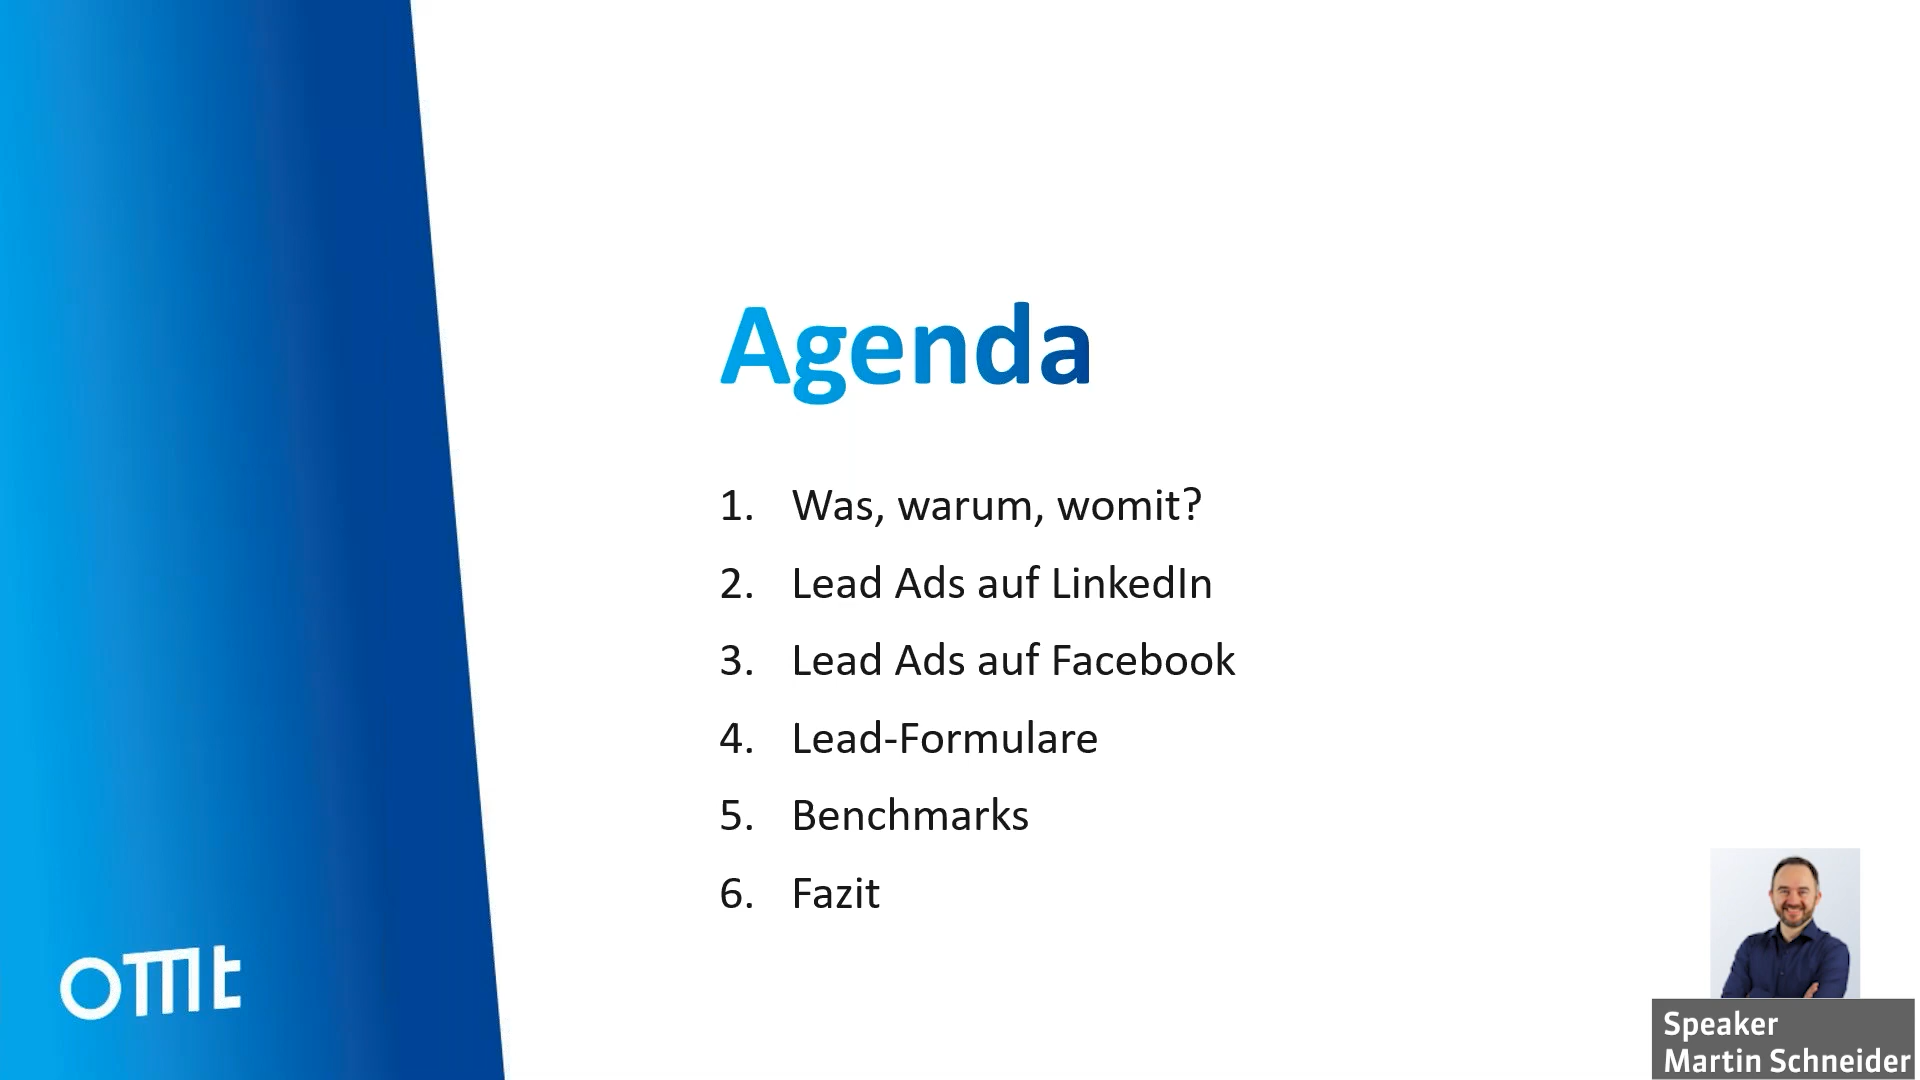 Agenda
1. Was, warum, womit?
2. Lead Ads auf LinkedIn
3. Lead Ads auf Facebook
4. Lead-Formulare
5. Benchmarks
6. Fazit
omt
Speaker
Martin Schneider